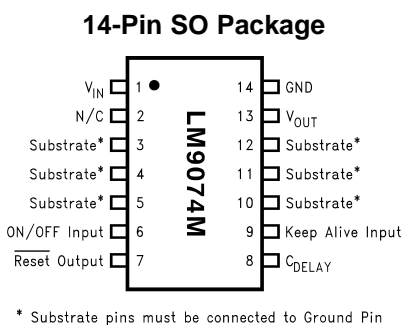 14-Pin SO Package
V_IN 1 14 GND
N/C 2 13 V_OUT
Substrate* 3 12 Substrate*
Substrate* 4 11 Substrate*
Substrate* 5 10 Substrate*
ON/OFF Input 6 9 Keep Alive Input
Reset Output 7 8 C_DELAY
LM9074M
* Substrate pins must be connected to Ground Pin